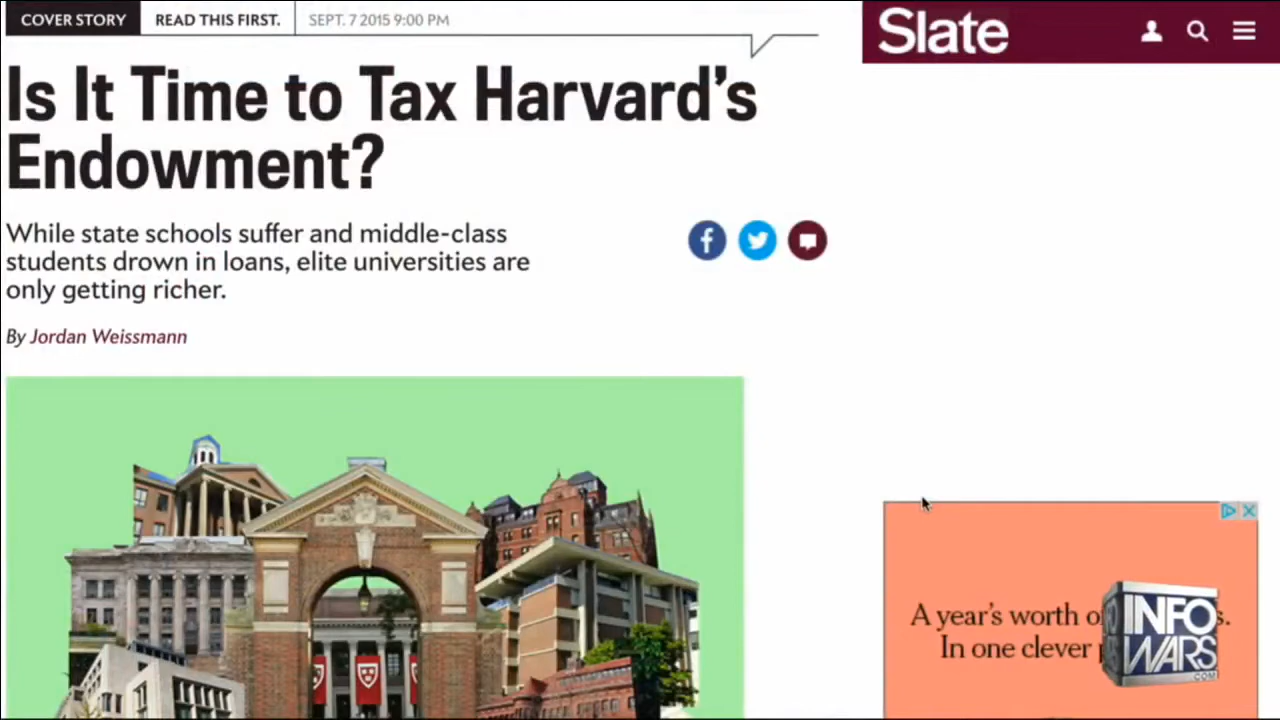 COVER STORY
READ THIS FIRST.
SEPT. 7 2015 9:00 PM
Slate
Is It Time to Tax Harvard's
Endowment?
While state schools suffer and middle-class
students drown in loans, elite universities are
only getting richer.
By Jordan Weissmann
A year's worth
In one clever
INFO
WARS
.COM